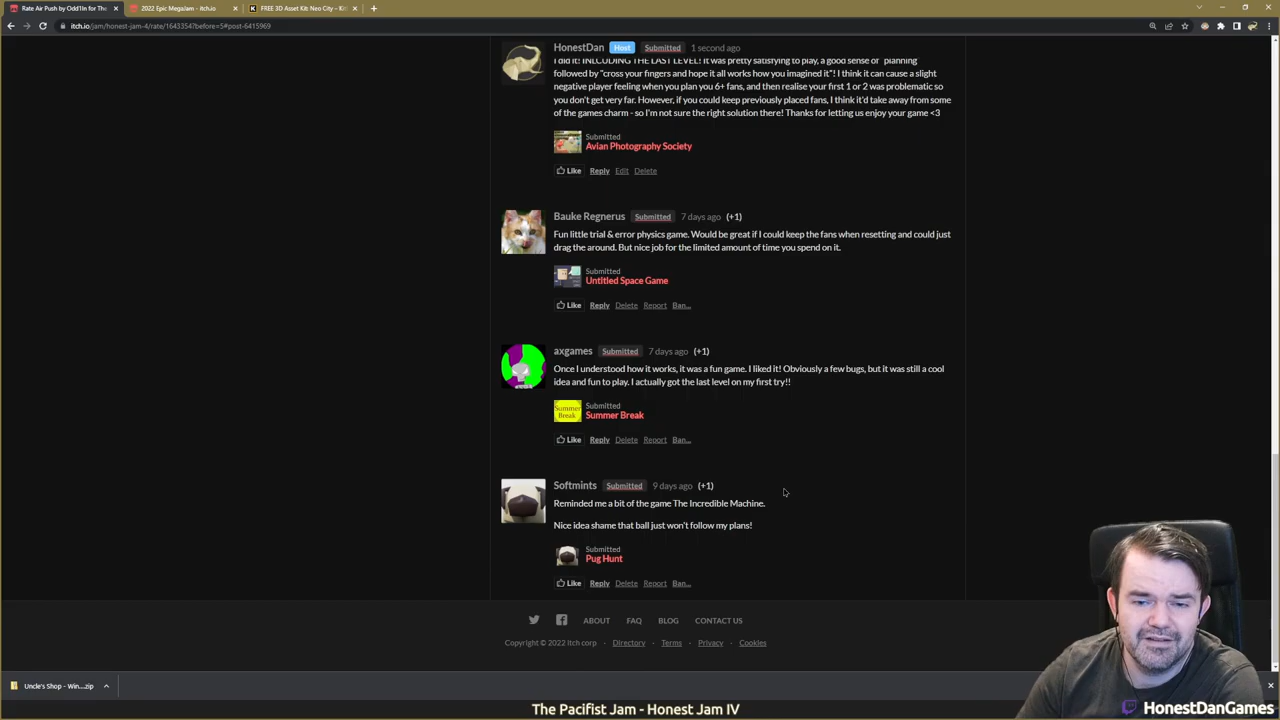 Rate Air Push by Odd1In for The
2022 Epic MegaJam - itch.io
FREE 3D Asset Kit: Neo City – Kit
itch.io/jam/honest-jam-4/rate/1643354?before=5#post-6415969
HonestDan Host Submitted 1 second ago
I did it! INLCUDING THE LAST LEVEL! It was pretty satisfying to play, a good sense of "planning
followed by "cross your fingers and hope it all works how you imagined it"! I think it can cause a slight
negative player feeling when you plan you 6+ fans, and then realise your first 1 or 2 was problematic so
you don't get very far. However, if you could keep previously placed fans, I think it'd take away from some
of the games charm - so I'm not sure the right solution there! Thanks for letting us enjoy your game <3
Submitted
Avian Photography Society
Like Reply Edit Delete
Bauke Regnerus Submitted 7 days ago (+1)
Fun little trial & error physics game. Would be great if I could keep the fans when resetting and could just
drag the around. But nice job for the limited amount of time you spend on it.
Submitted
Untitled Space Game
Like Reply Delete Report Ban...
axgames Submitted 7 days ago (+1)
Once I understood how it works, it was a fun game. I liked it! Obviously a few bugs, but it was still a cool
idea and fun to play. I actually got the last level on my first try!!
Summer Break
Submitted
Summer Break
Like Reply Delete Report Ban...
Softmints Submitted 9 days ago (+1)
Reminded me a bit of the game The Incredible Machine.
Nice idea shame that ball just won't follow my plans!
Submitted
Pug Hunt
Like Reply Delete Report Ban...
ABOUT FAQ BLOG CONTACT US
Copyright © 2022 itch corp · Directory · Terms · Privacy · Cookies
Uncle's Shop - Win....zip
The Pacifist Jam - Honest Jam IV
HonestDanGames